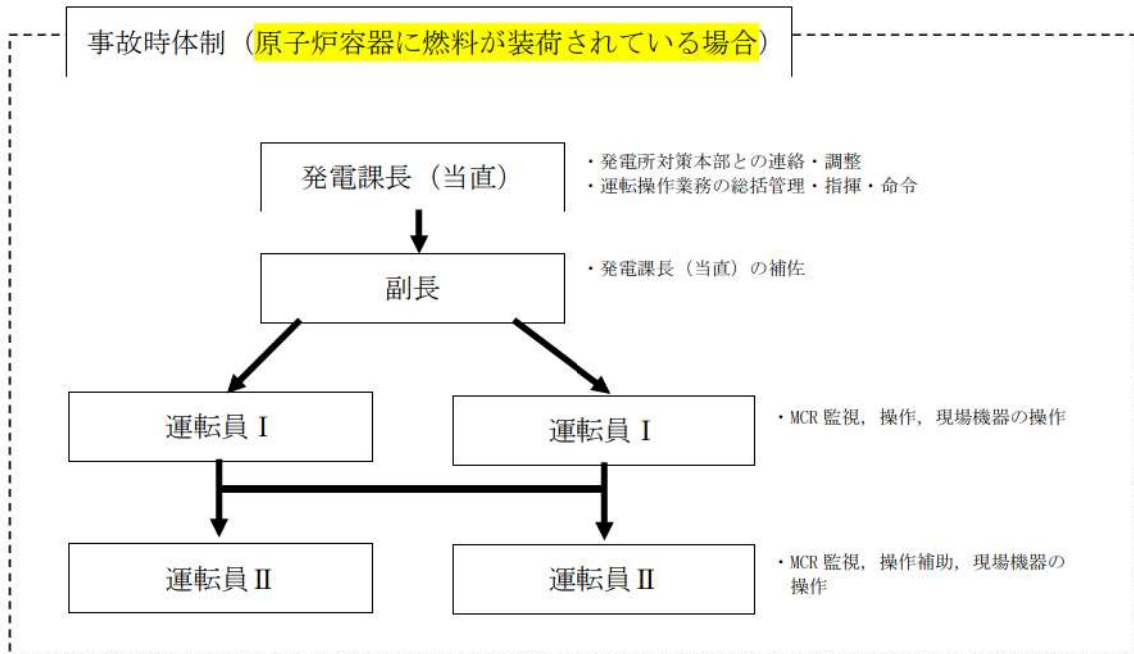 事故時体制（原子炉容器に燃料が装荷されている場合）
発電課長（当直）
・発電所対策本部との連絡・調整
・運転操作業務の総括管理・指揮・命令
副長
・発電課長（当直）の補佐
運転員Ⅰ
運転員Ⅰ
・MCR 監視，操作，現場機器の操作
運転員Ⅱ
運転員Ⅱ
・MCR 監視，操作補助，現場機器の
操作